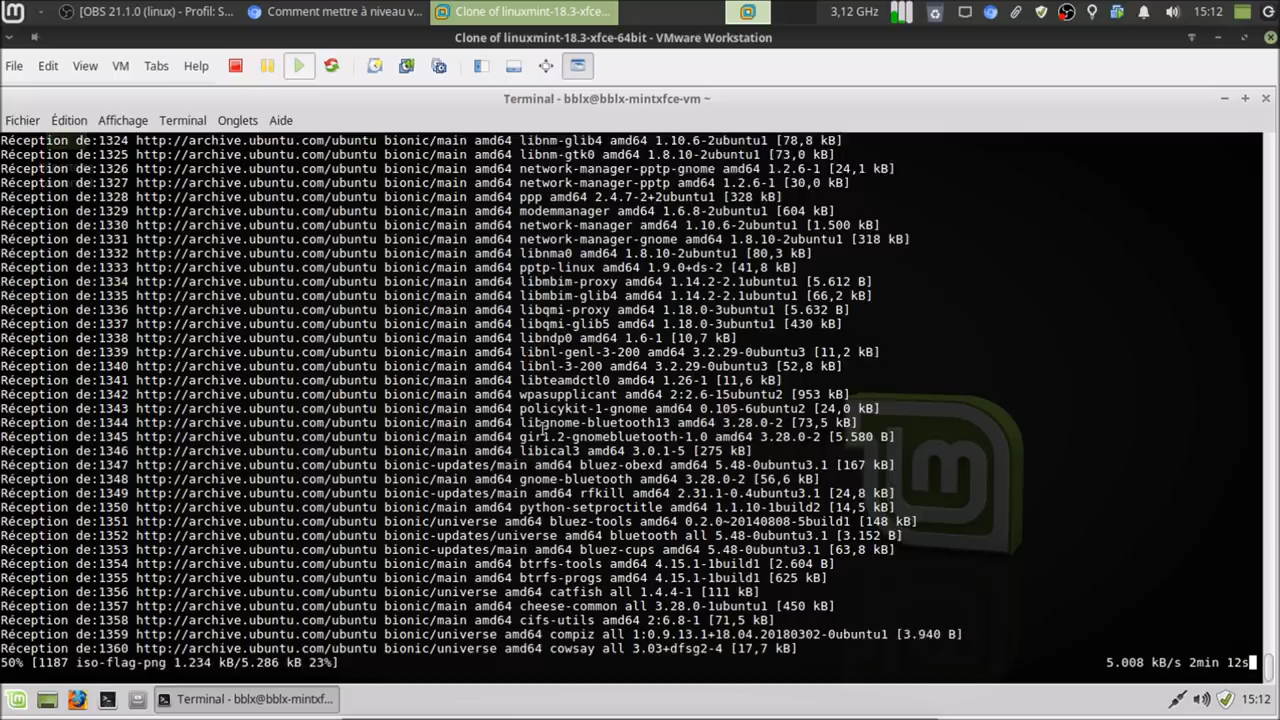 [OBS 21.1.0 (linux) - Profil: S... Comment mettre à niveau v... Clone of linuxmint-18.3-xfce... 3,12 GHz 15:12
Clone of linuxmint-18.3-xfce-64bit - VMware Workstation
File Edit View VM Tabs Help
Terminal - bblx@bblx-mintxfce-vm ~
Fichier Édition Affichage Terminal Onglets Aide
Réception de:1324 http://archive.ubuntu.com/ubuntu bionic/main amd64 libnm-glib4 amd64 1.10.6-2ubuntu1 [78,8 kB]
Réception de:1325 http://archive.ubuntu.com/ubuntu bionic/main amd64 libnm-gtk0 amd64 1.8.10-2ubuntu1 [73,0 kB]
Réception de:1326 http://archive.ubuntu.com/ubuntu bionic/main amd64 network-manager-pptp-gnome amd64 1.2.6-1 [24,1 kB]
Réception de:1327 http://archive.ubuntu.com/ubuntu bionic/main amd64 network-manager-pptp amd64 1.2.6-1 [30,0 kB]
Réception de:1328 http://archive.ubuntu.com/ubuntu bionic/main amd64 ppp amd64 2.4.7-2+2ubuntu1 [328 kB]
Réception de:1329 http://archive.ubuntu.com/ubuntu bionic/main amd64 modemmanager amd64 1.6.8-2ubuntu1 [604 kB]
Réception de:1330 http://archive.ubuntu.com/ubuntu bionic/main amd64 network-manager amd64 1.10.6-2ubuntu1 [1.500 kB]
Réception de:1331 http://archive.ubuntu.com/ubuntu bionic/main amd64 network-manager-gnome amd64 1.8.10-2ubuntu1 [318 kB]
Réception de:1332 http://archive.ubuntu.com/ubuntu bionic/main amd64 libnma0 amd64 1.8.10-2ubuntu1 [80,3 kB]
Réception de:1333 http://archive.ubuntu.com/ubuntu bionic/main amd64 pptp-linux amd64 1.9.0+ds-2 [41,8 kB]
Réception de:1334 http://archive.ubuntu.com/ubuntu bionic/main amd64 libmbim-proxy amd64 1.14.2-2.1ubuntu1 [5.612 B]
Réception de:1335 http://archive.ubuntu.com/ubuntu bionic/main amd64 libmbim-glib4 amd64 1.14.2-2.1ubuntu1 [66,2 kB]
Réception de:1336 http://archive.ubuntu.com/ubuntu bionic/main amd64 libqmi-proxy amd64 1.18.0-3ubuntu1 [5.632 B]
Réception de:1337 http://archive.ubuntu.com/ubuntu bionic/main amd64 libqmi-glib5 amd64 1.18.0-3ubuntu1 [430 kB]
Réception de:1338 http://archive.ubuntu.com/ubuntu bionic/main amd64 libndp0 amd64 1.6-1 [10,7 kB]
Réception de:1339 http://archive.ubuntu.com/ubuntu bionic/main amd64 libnl-genl-3-200 amd64 3.2.29-0ubuntu3 [11,2 kB]
Réception de:1340 http://archive.ubuntu.com/ubuntu bionic/main amd64 libnl-3-200 amd64 3.2.29-0ubuntu3 [52,8 kB]
Réception de:1341 http://archive.ubuntu.com/ubuntu bionic/main amd64 libteamdctl0 amd64 1.26-1 [11,6 kB]
Réception de:1342 http://archive.ubuntu.com/ubuntu bionic/main amd64 wpasupplicant amd64 2:2.6-15ubuntu2 [953 kB]
Réception de:1343 http://archive.ubuntu.com/ubuntu bionic/main amd64 policykit-1-gnome amd64 0.105-6ubuntu2 [24,0 kB]
Réception de:1344 http://archive.ubuntu.com/ubuntu bionic/main amd64 libgnome-bluetooth13 amd64 3.28.0-2 [73,5 kB]
Réception de:1345 http://archive.ubuntu.com/ubuntu bionic/main amd64 gir1.2-gnomebluetooth-1.0 amd64 3.28.0-2 [5.580 B]
Réception de:1346 http://archive.ubuntu.com/ubuntu bionic/main amd64 libical3 amd64 3.0.1-5 [275 kB]
Réception de:1347 http://archive.ubuntu.com/ubuntu bionic-updates/main amd64 bluez-obexd amd64 5.48-0ubuntu3.1 [167 kB]
Réception de:1348 http://archive.ubuntu.com/ubuntu bionic/main amd64 gnome-bluetooth amd64 3.28.0-2 [56,6 kB]
Réception de:1349 http://archive.ubuntu.com/ubuntu bionic-updates/main amd64 rfkill amd64 2.31.1-0.4ubuntu3.1 [24,8 kB]
Réception de:1350 http://archive.ubuntu.com/ubuntu bionic/main amd64 python-setproctitle amd64 1.1.10-1build2 [14,5 kB]
Réception de:1351 http://archive.ubuntu.com/ubuntu bionic/universe amd64 bluez-tools amd64 0.2.0~20140808-5build1 [148 kB]
Réception de:1352 http://archive.ubuntu.com/ubuntu bionic-updates/universe amd64 bluetooth all 5.48-0ubuntu3.1 [3.152 B]
Réception de:1353 http://archive.ubuntu.com/ubuntu bionic-updates/main amd64 bluez-cups amd64 5.48-0ubuntu3.1 [63,8 kB]
Réception de:1354 http://archive.ubuntu.com/ubuntu bionic/main amd64 btrfs-tools amd64 4.15.1-1build1 [2.604 B]
Réception de:1355 http://archive.ubuntu.com/ubuntu bionic/main amd64 btrfs-progs amd64 4.15.1-1build1 [625 kB]
Réception de:1356 http://archive.ubuntu.com/ubuntu bionic/universe amd64 catfish all 1.4.4-1 [111 kB]
Réception de:1357 http://archive.ubuntu.com/ubuntu bionic/main amd64 cheese-common all 3.28.0-1ubuntu1 [450 kB]
Réception de:1358 http://archive.ubuntu.com/ubuntu bionic/main amd64 cifs-utils amd64 2:6.8-1 [71,5 kB]
Réception de:1359 http://archive.ubuntu.com/ubuntu bionic/universe amd64 compiz all 1:0.9.13.1+18.04.20180302-0ubuntu1 [3.940 B]
Réception de:1360 http://archive.ubuntu.com/ubuntu bionic/universe amd64 cowsay all 3.03+dfsg2-4 [17,7 kB]
50% [1187 iso-flag-png 1.234 kB/5.286 kB 23%] 5.008 kB/s 2min 12s
Terminal - bblx@bblx-mintxf... 15:12